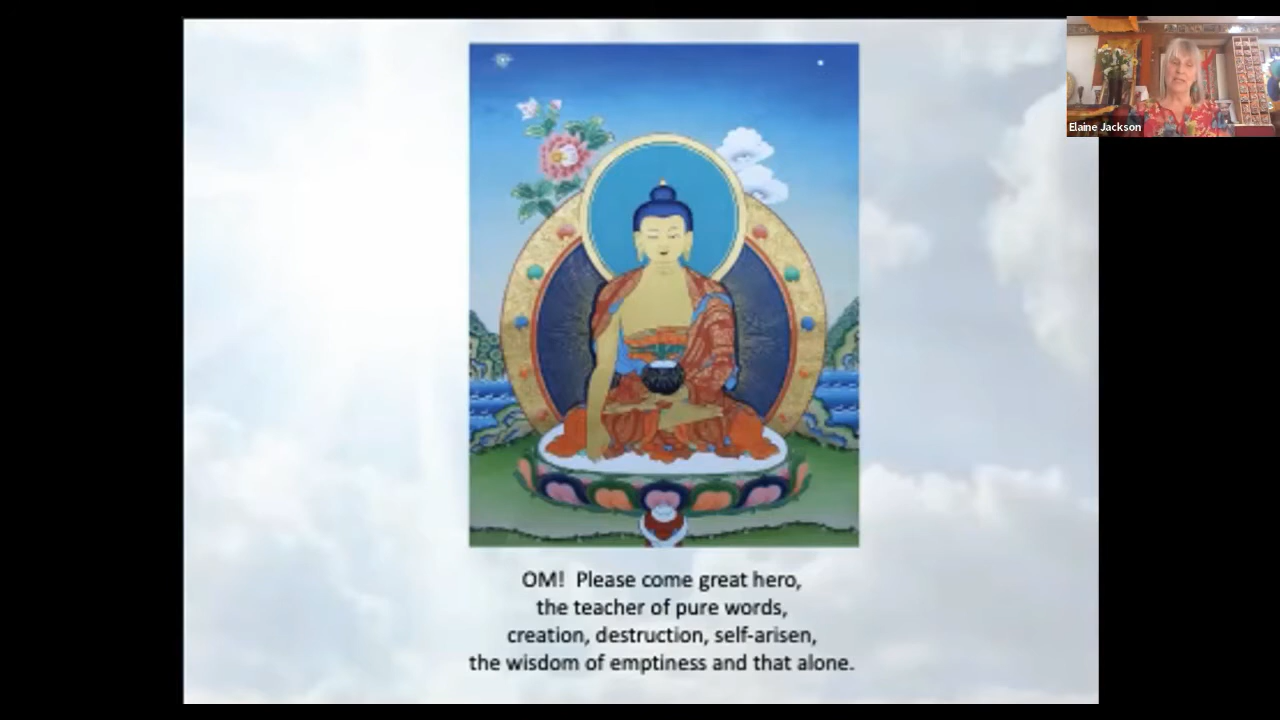 Elaine Jackson
OM!  Please come great hero,
the teacher of pure words,
creation, destruction, self-arisen,
the wisdom of emptiness and that alone.